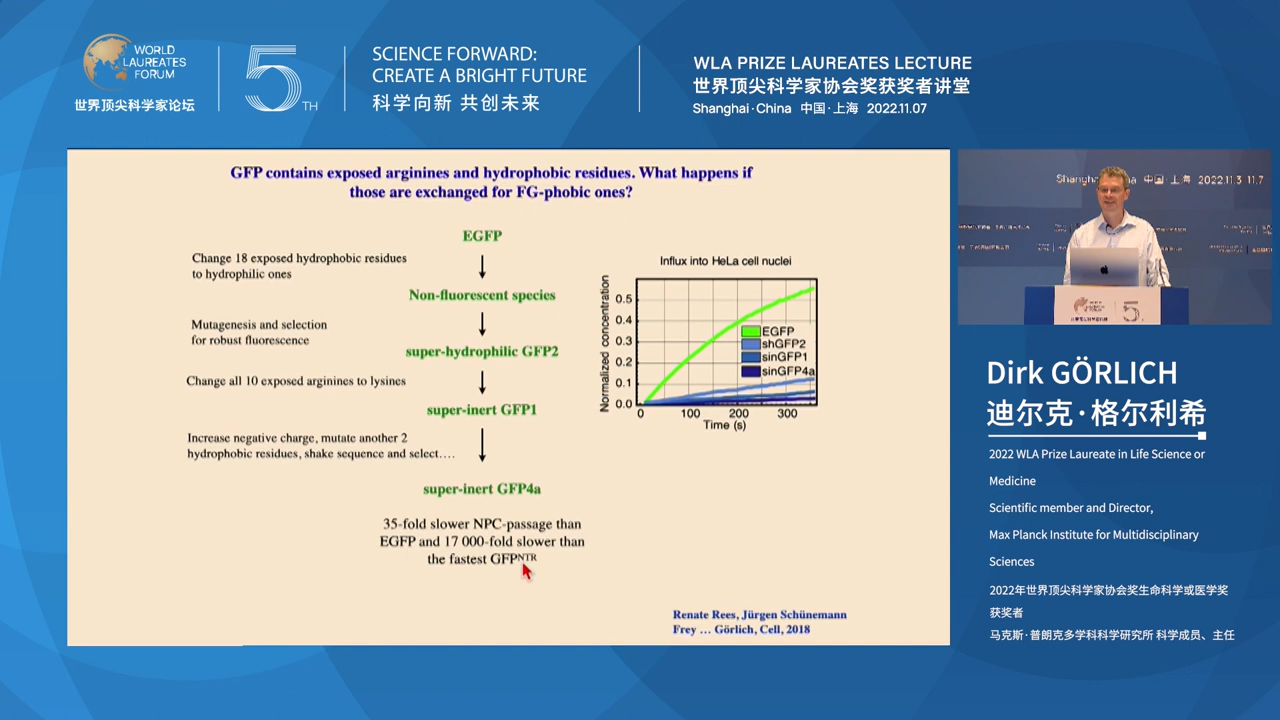 WORLD
LAUREATES
FORUM
世界顶尖科学家论坛
5TH
SCIENCE FORWARD:
CREATE A BRIGHT FUTURE
科学向新 共创未来
WLA PRIZE LAUREATES LECTURE
世界顶尖科学家协会奖获奖者讲堂
Shanghai·China 中国·上海 2022.11.07
GFP contains exposed arginines and hydrophobic residues. What happens if
those are exchanged for FG-phobic ones?
EGFP
Change 18 exposed hydrophobic residues
to hydrophilic ones
Non-fluorescent species
Mutagenesis and selection
for robust fluorescence
super-hydrophilic GFP2
Change all 10 exposed arginines to lysines
super-inert GFP1
Increase negative charge, mutate another 2
hydrophobic residues, shake sequence and select….
super-inert GFP4a
35-fold slower NPC-passage than
EGFP and 17 000-fold slower than
the fastest GFPNTR
Influx into HeLa cell nuclei
Normalized concentration
0.5
0.4
0.3
0.2
0.1
0.0
EGFP
shGFP2
sinGFP1
sinGFP4a
0 100 200 300
Time (s)
Renate Rees, Jürgen Schünemann
Frey … Görlich, Cell, 2018
中国·上海 2022.11.3-11.7
Dirk GÖRLICH
迪尔克·格尔利希
2022 WLA Prize Laureate in Life Science or
Medicine
Scientific member and Director,
Max Planck Institute for Multidisciplinary
Sciences
2022年世界顶尖科学家协会奖生命科学或医学奖
获奖者
马克斯·普朗克多学科科学研究所 科学成员、主任